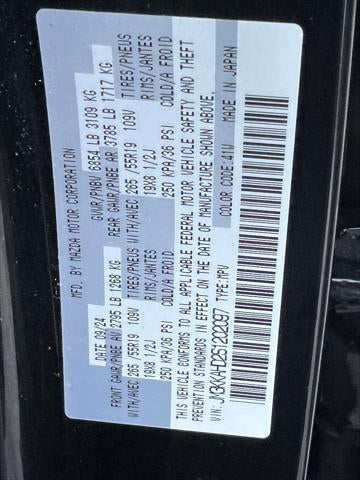 MFD. BY MAZDA MOTOR CORPORATION
DATE 09/24 GVWR/PNBV 6854 LB 3109 KG
FRONT GAWR/PNBE AV 2795 LB 1268 KG REAR GAWR/PNBE AR 3785 LB 1717 KG
WITH/AVEC 265 /55R19 109V TIRES/PNEUS WITH/AVEC 265 /55R19 109V TIRES/PNEUS
19X8 1/2J RIMS/JANTES 19X8 1/2J RIMS/JANTES
250 KPA/36 PSI COLD/A FROID 250 KPA/36 PSI COLD/A FROID
THIS VEHICLE CONFORMS TO ALL APPLICABLE FEDERAL MOTOR VEHICLE SAFETY AND THEFT
PREVENTION STANDARDS IN EFFECT ON THE DATE OF MANUFACTURE SHOWN ABOVE.
VIN: JM3KKAHD2S1202097 TYPE:MPV COLOR:41W MADE IN JAPAN